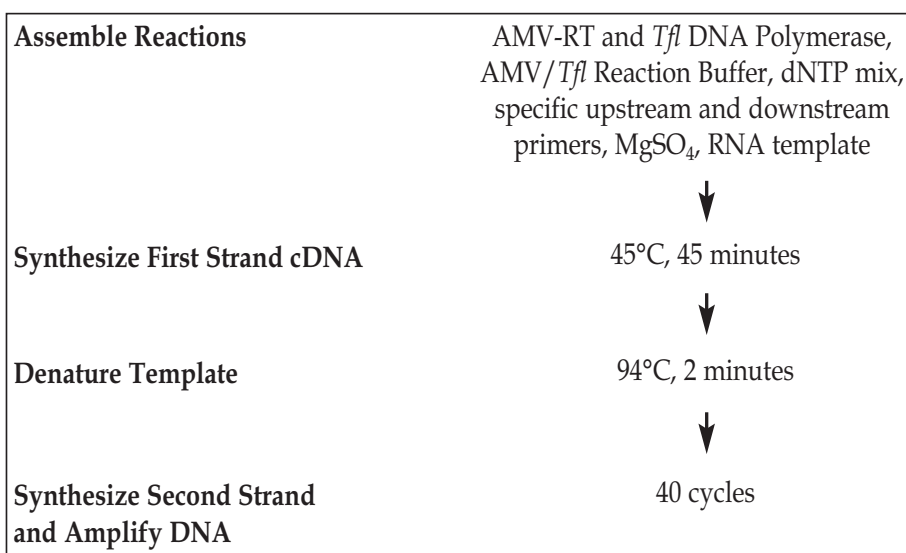 Assemble Reactions
AMV-RT and Tfl DNA Polymerase,
AMV/Tfl Reaction Buffer, dNTP mix,
specific upstream and downstream
primers, MgSO₄, RNA template
Synthesize First Strand cDNA
45°C, 45 minutes
Denature Template
94°C, 2 minutes
Synthesize Second Strand
and Amplify DNA
40 cycles